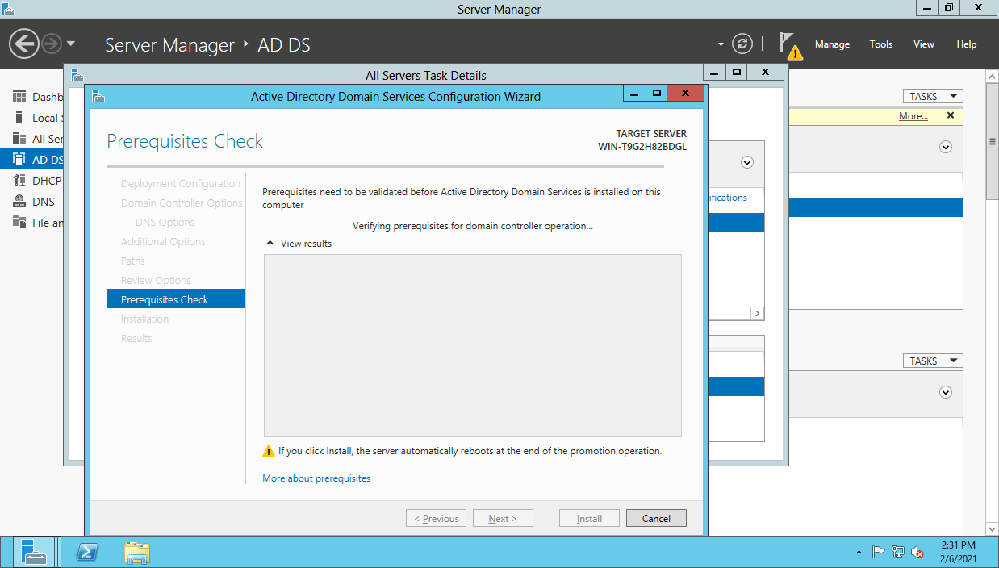 Server Manager
Server Manager
AD DS
Manage
Tools
View
Help
All Servers Task Details
Active Directory Domain Services Configuration Wizard
Dashb
Local S
All Ser
AD DS
DHCP
DNS
File an
TASKS
More...
Prerequisites Check
TARGET SERVER
WIN-T9G2H82BDGL
Deployment Configuration
Domain Controller Options
DNS Options
Additional Options
Paths
Review Options
Prerequisites Check
Installation
Results
Prerequisites need to be validated before Active Directory Domain Services is installed on this
computer
Verifying prerequisites for domain controller operation...
View results
ifications
TASKS
If you click Install, the server automatically reboots at the end of the promotion operation.
More about prerequisites
< Previous
Next >
Install
Cancel
2:31 PM
2/6/2021